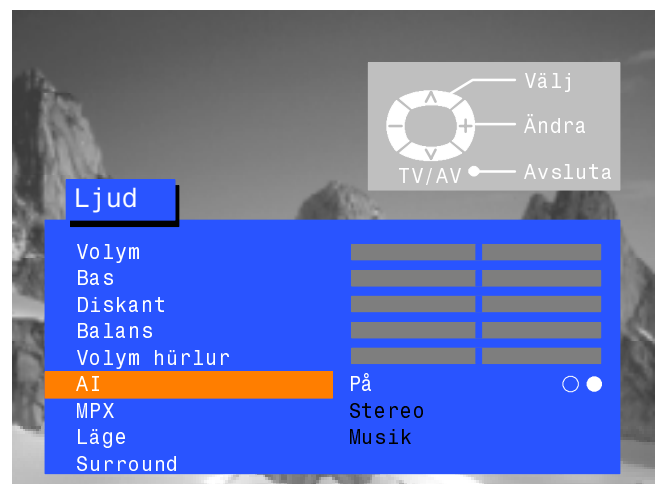 Välj
Ändra
TV/AV Avsluta
Ljud
Volym
Bas
Diskant
Balans
Volym hürlur
AI På
MPX Stereo
Läge Musik
Surround